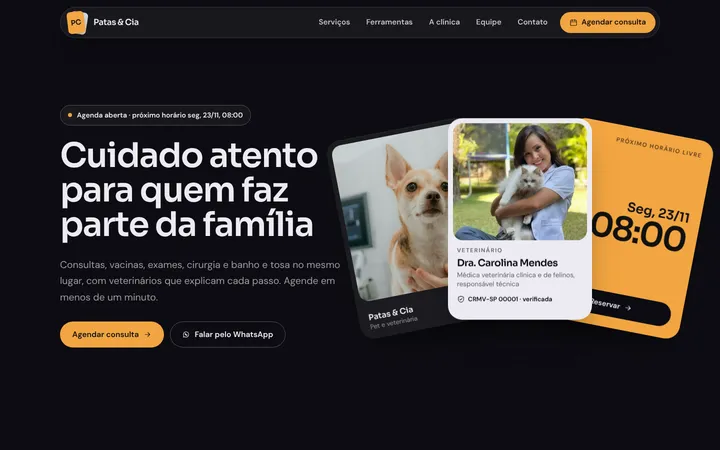 PC
Patas & Cia
Serviços
Ferramentas
A clínica
Equipe
Contato
Agendar consulta
Agenda aberta · próximo horário seg, 23/11, 08:00
Cuidado atento
para quem faz
parte da família
Consultas, vacinas, exames, cirurgia e banho e tosa no mesmo
lugar, com veterinários que explicam cada passo. Agende em
menos de um minuto.
Agendar consulta →
Falar pelo WhatsApp
Patas & Cia
Pet e veterinária
VETERINÁRIO
Dra. Carolina Mendes
Médica veterinária clínica e de felinos,
responsável técnica
CRMV-SP 00001 · verificada
PRÓXIMO HORÁRIO LIVRE
Seg, 23/11
08:00
Reservar →